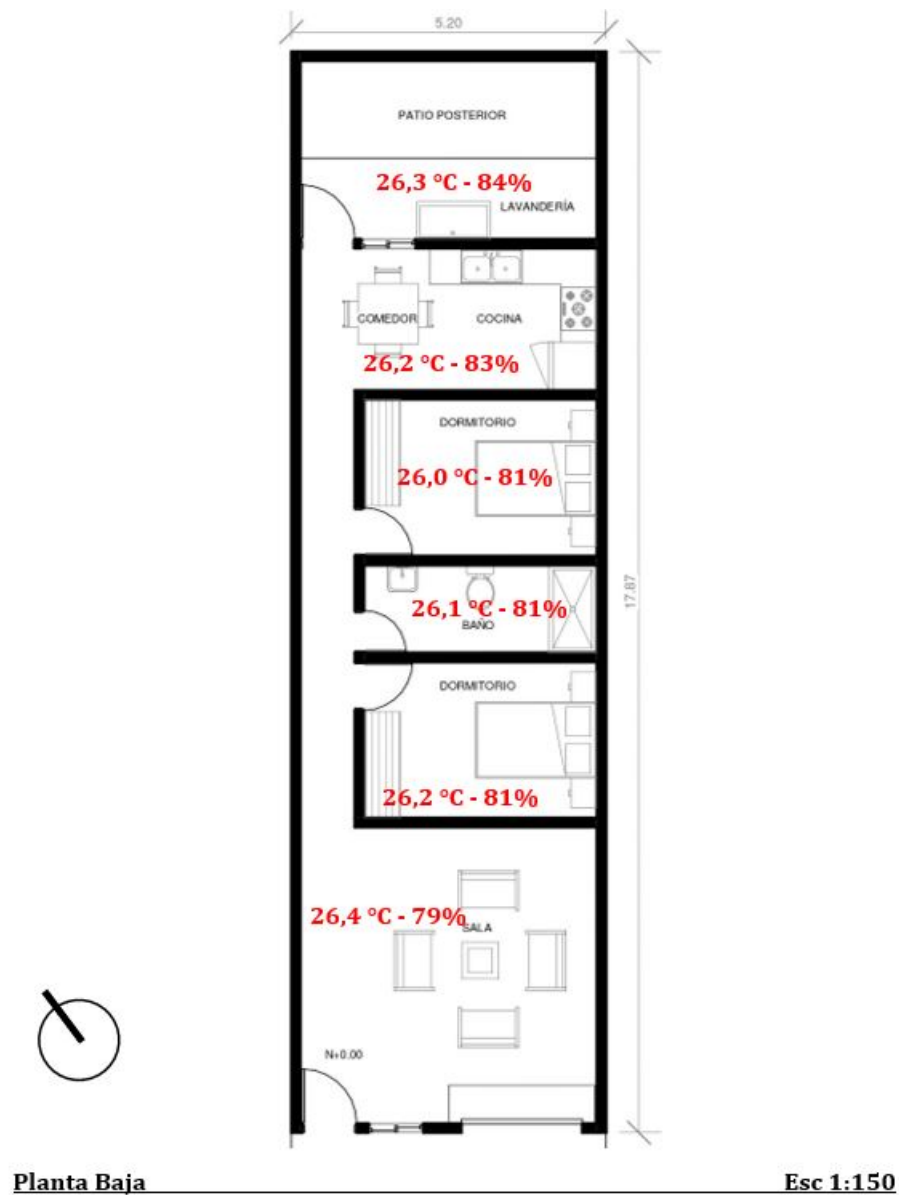 5.20
PATIO POSTERIOR
26,3 °C - 84%
LAVANDERÍA
COMEDOR
COCINA
26,2 °C - 83%
DORMITORIO
26,0 °C - 81%
17.87
26,1 °C - 81%
BAÑO
DORMITORIO
26,2 °C - 81%
26,4 °C - 79%
SALA
N+0.00
Planta Baja
Esc 1:150